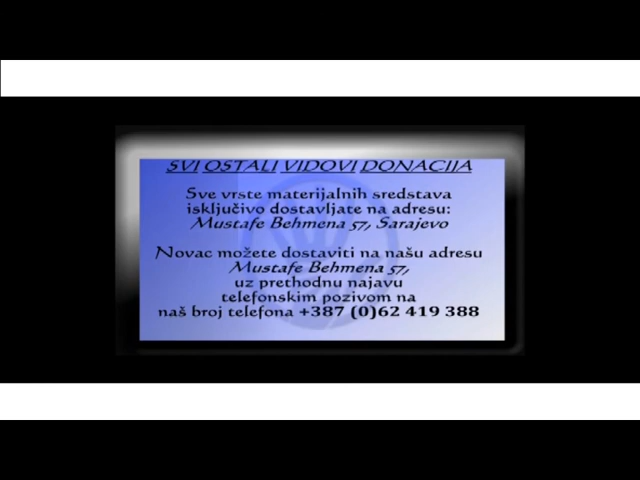 SVI OSTALI VIDOVI DONACIJA
Sve vrste materijalnih sredstava
isključivo dostavljate na adresu:
Mustafe Behmena 57, Sarajevo
Novac možete dostaviti na našu adresu
Mustafe Behmena 57,
uz prethodnu najavu
telefonskim pozivom na
naš broj telefona +387 (0)62 419 388